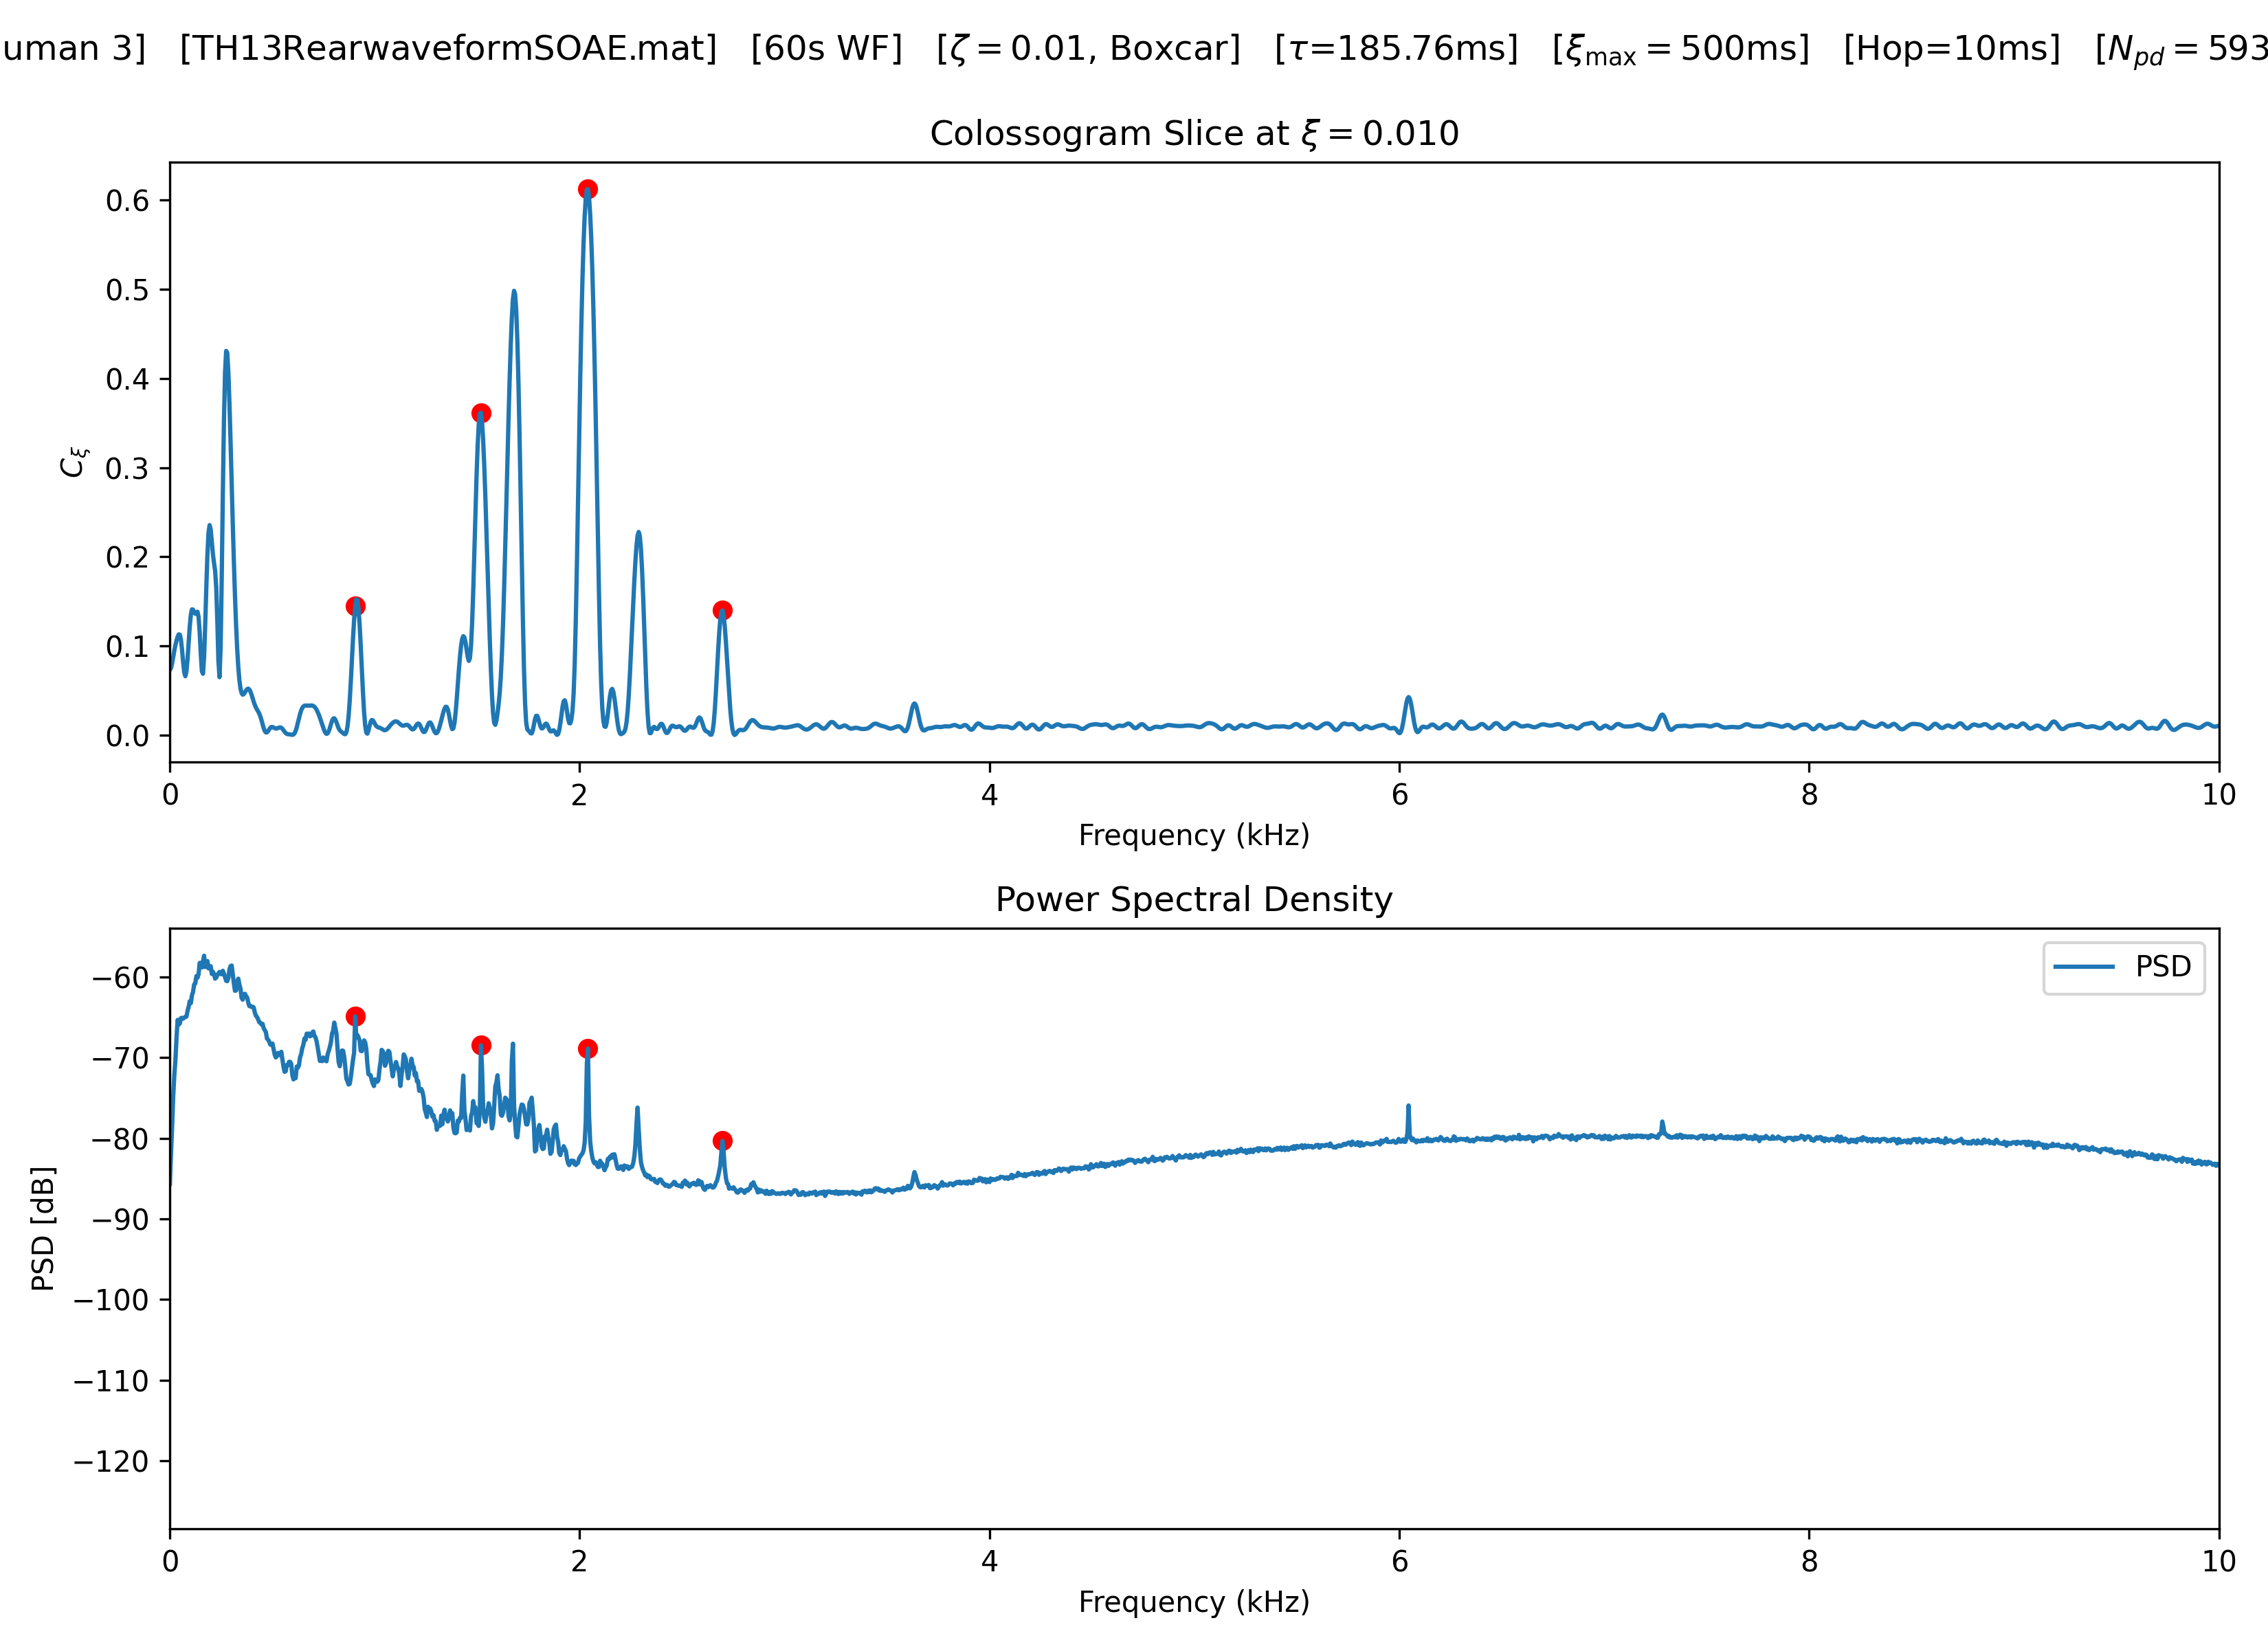 uman 3] [TH13RearwaveformSOAE.mat] [60s WF] [ζ = 0.01, Boxcar] [τ=185.76ms] [ξmax = 500ms] [Hop=10ms] [Npd = 593
Colossogram Slice at ξ = 0.010
Cξ
0.6
0.5
0.4
0.3
0.2
0.1
0.0
0 2 4 6 8 10
Frequency (kHz)
Power Spectral Density
PSD
PSD [dB]
−60
−70
−80
−90
−100
−110
−120
0 2 4 6 8 10
Frequency (kHz)